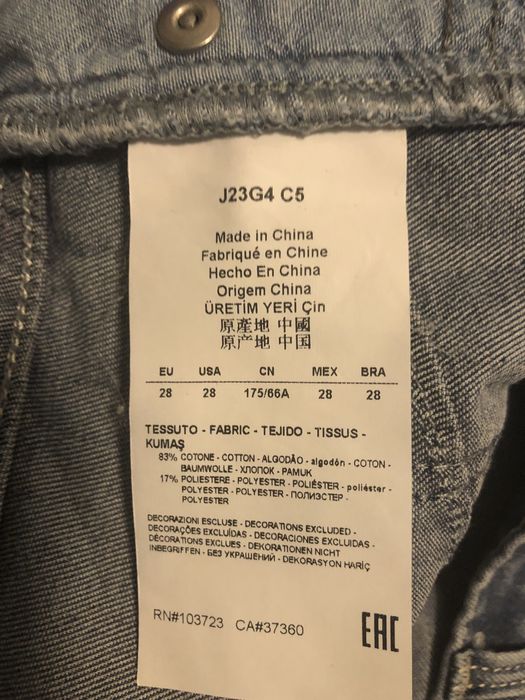 J23G4 C5
Made in China
Fabriqué en Chine
Hecho En China
Origem China
ÜRETİM YERİ Çin
原產地 中國
原产地 中国
EU USA CN MEX BRA
28 28 175/66A 28 28
TESSUTO - FABRIC - TEJIDO - TISSUS -
KUMAŞ
83% COTONE - COTTON - ALGODÃO - algodón - COTON -
BAUMWOLLE - ХЛОПОК - PAMUK
17% POLIESTERE - POLYESTER - POLIÉSTER - poliéster -
POLYESTER - POLYESTER - ПОЛИЭСТЕР -
POLYESTER
DECORAZIONI ESCLUSE - DECORATIONS EXCLUDED -
DECORAÇÕES EXCLUÍDAS - DECORACIONES EXCLUIDAS -
DÉCORATIONS EXCLUES - DEKORATIONEN NICHT
INBEGRIFFEN - БЕЗ УКРАШЕНИЙ - DEKORASYON HARİÇ
RN#103723 CA#37360
EAC